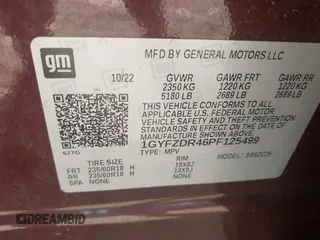 gm
MFD BY GENERAL MOTORS LLC
10/22 GVWR GAWR FRT GAWR RR
2350 KG 1220 KG 1220 KG
5180 LB 2689 LB 2689 LB
THIS VEHICLE CONFORMS TO ALL
APPLICABLE U.S. FEDERAL MOTOR
VEHICLE SAFETY AND THEFT PREVENTION
STANDARDS IN EFFECT ON THE DATE OF
MANUFACTURE SHOWN ABOVE.
1GYFZDR46PF125499
TYPE: MPV
TIRE SIZE RIM
FRT 235/60R18 H 18X8J
RR 235/60R18 H 18X8J
SPA NONE NONE
DREAMBID